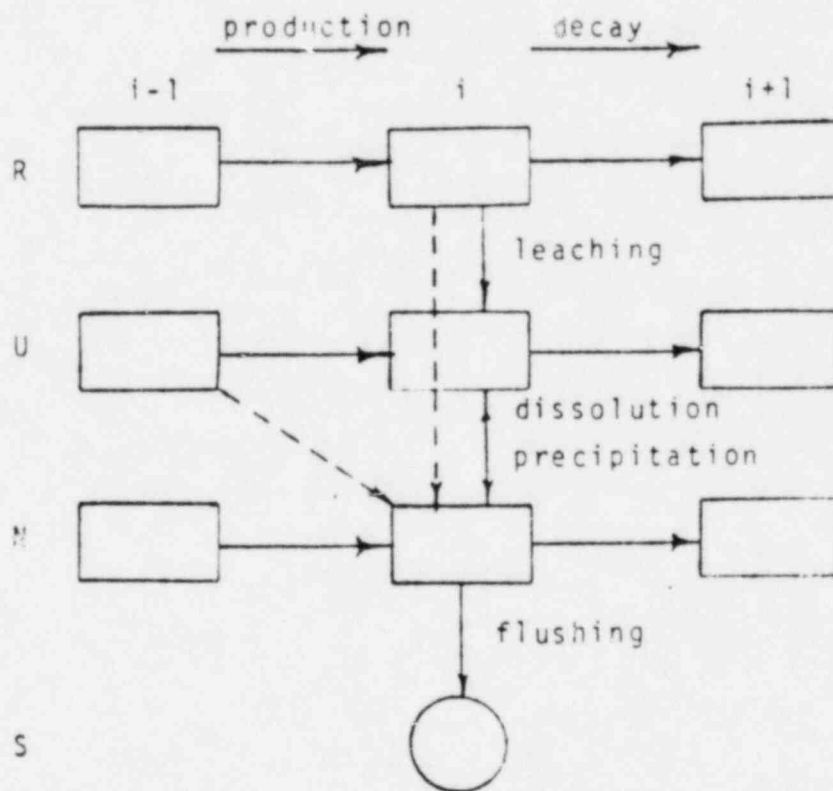 production decay
i-1 i i+1
R
leaching
U
dissolution
precipitation
N
flushing
S